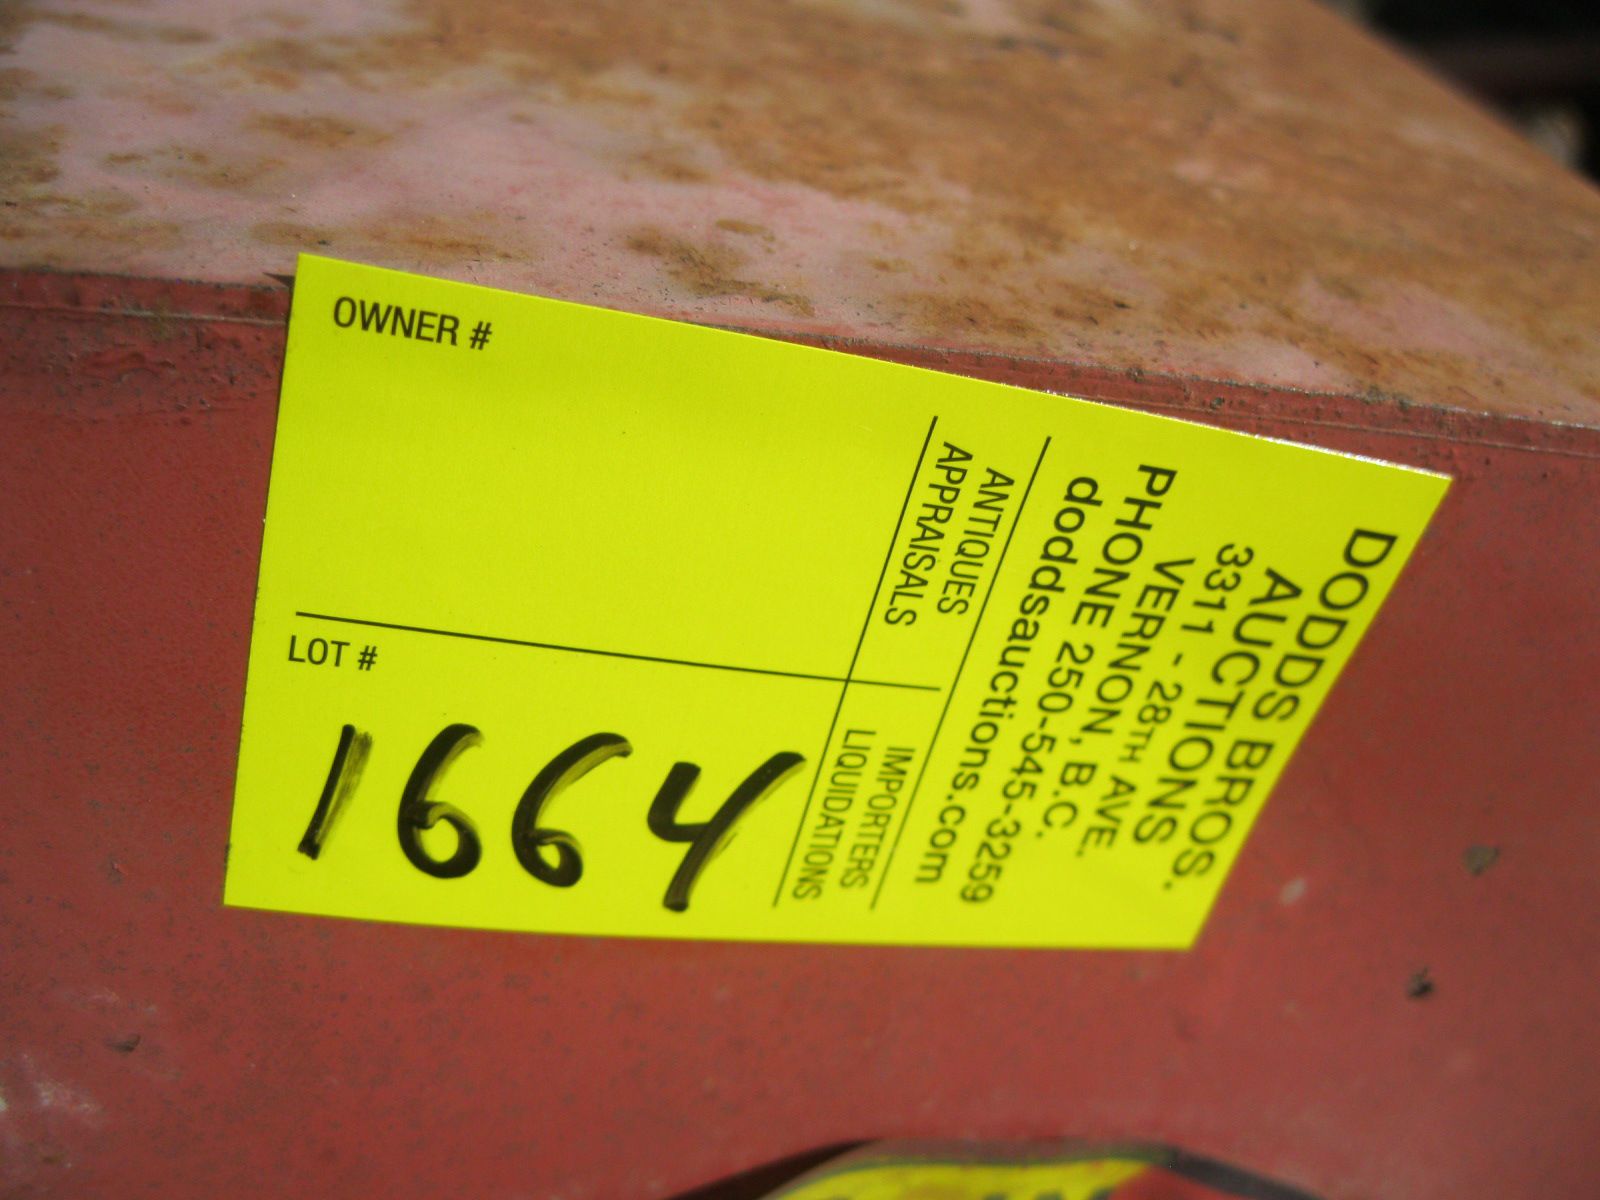 OWNER #
LOT #
1664
DODDS BROS.
AUCTIONS
3311 - 28TH AVE.
VERNON, B.C.
PHONE 250-545-3259
doddsauctions.com
ANTIQUES
APPRAISALS
IMPORTERS
LIQUIDATIONS